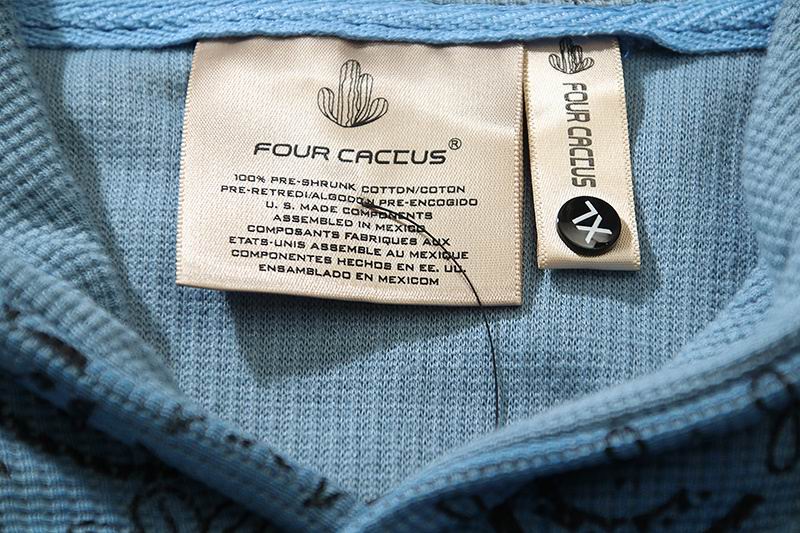 FOUR CACTUS®
100% PRE-SHRUNK COTTON/COTON
PRE-RETREDI/ALGODON PRE-ENCOGIDO
U. S. MADE COMPONENTS
ASSEMBLED IN MEXICO
COMPOSANTS FABRIQUES AUX
ETATS-UNIS ASSEMBLE AU MEXIQUE
COMPONENTES HECHOS EN EE. UU.
ENSAMBLADO EN MEXICOM
FOUR CACTUS
XL